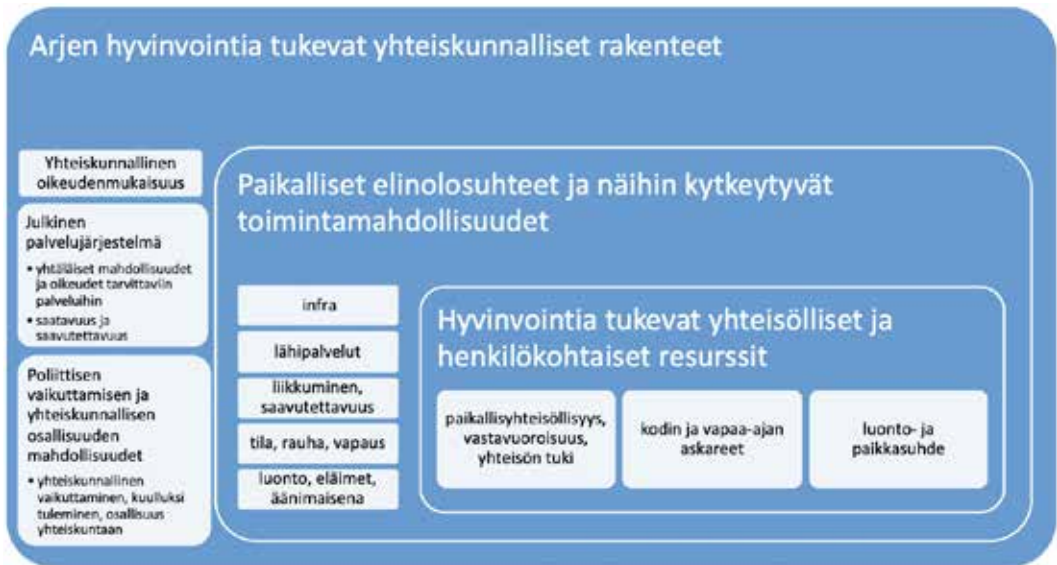 Arjen hyvinvointia tukevat yhteiskunnalliset rakenteet
Yhteiskunnallinen
oikeudenmukaisuus
Julkinen
palvelujärjestelmä
• yhtäläiset mahdollisuudet
ja oikeudet tarvittaviin
palveluihin
• saatavuus ja
saavutettavuus
Poliittisen
vaikuttamisen ja
yhteiskunnallisen
osallisuuden
mahdollisuudet
• yhteiskunnallinen
vaikuttaminen, kuulluksi
tuleminen, osallisuus
yhteiskuntaan
Paikalliset elinolosuhteet ja näihin kytkeytyvät
toimintamahdollisuudet
infra
lähipalvelut
liikkuminen,
saavutettavuus
tila, rauha, vapaus
luonto, eläimet,
äänimaisena
Hyvinvointia tukevat yhteisölliset ja
henkilökohtaiset resurssit
paikallisyhteisöllisyys,
vastavuoroisuus,
yhteisön tuki
kodin ja vapaa-ajan
askareet
luonto- ja
paikkasuhde